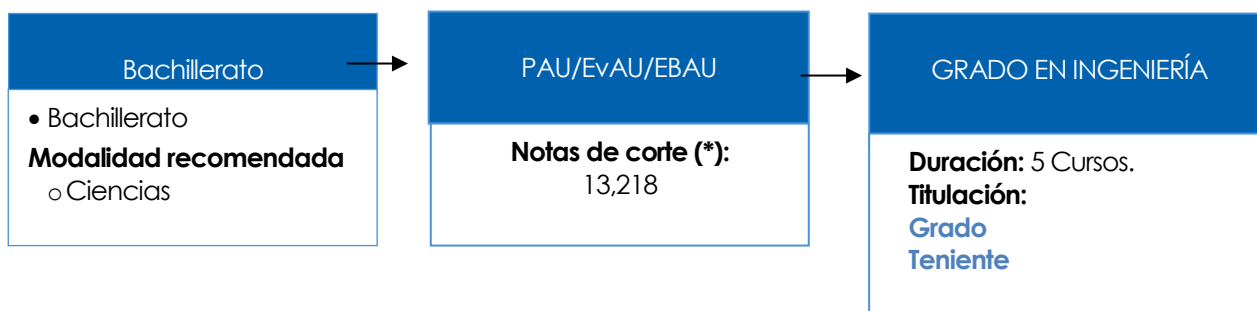 Bachillerato
• Bachillerato
Modalidad recomendada
o Ciencias
PAU/EvAU/EBAU
Notas de corte (*):
13,218
GRADO EN INGENIERÍA
Duración: 5 Cursos.
Titulación:
Grado
Teniente